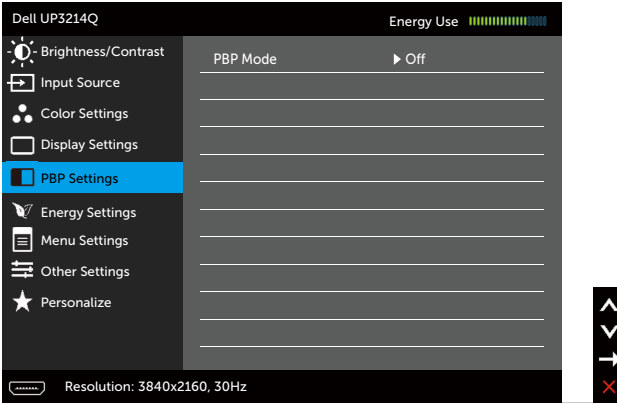 Dell UP3214Q
Energy Use
Brightness/Contrast
Input Source
Color Settings
Display Settings
PBP Settings
Energy Settings
Menu Settings
Other Settings
Personalize
PBP Mode
Off
Resolution: 3840x2160, 30Hz